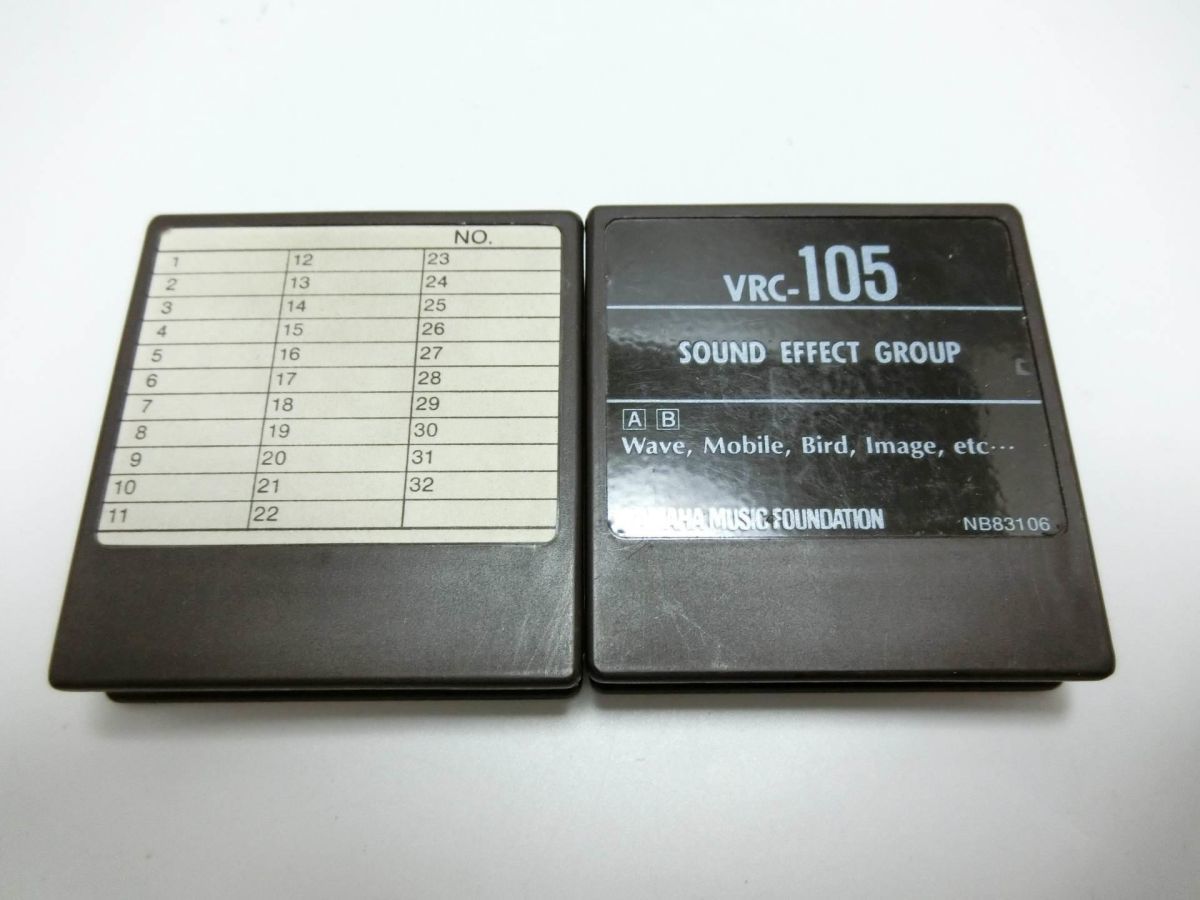 NO.
1 12 23
2 13 24
3 14 25
4 15 26
5 16 27
6 17 28
7 18 29
8 19 30
9 20 31
10 21 32
11 22
VRC-105
SOUND EFFECT GROUP
A B
Wave, Mobile, Bird, Image, etc···
YAMAHA MUSIC FOUNDATION NB83106